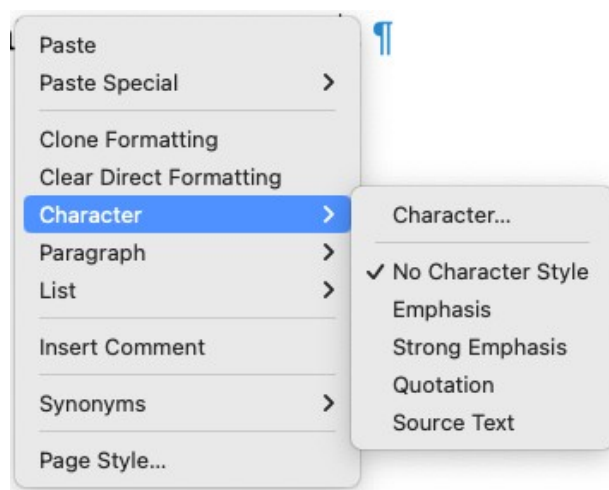 Paste
¶
Paste Special
Clone Formatting
Clear Direct Formatting
Character
Character...
Paragraph
✓ No Character Style
List
Emphasis
Insert Comment
Strong Emphasis
Quotation
Synonyms
Source Text
Page Style...